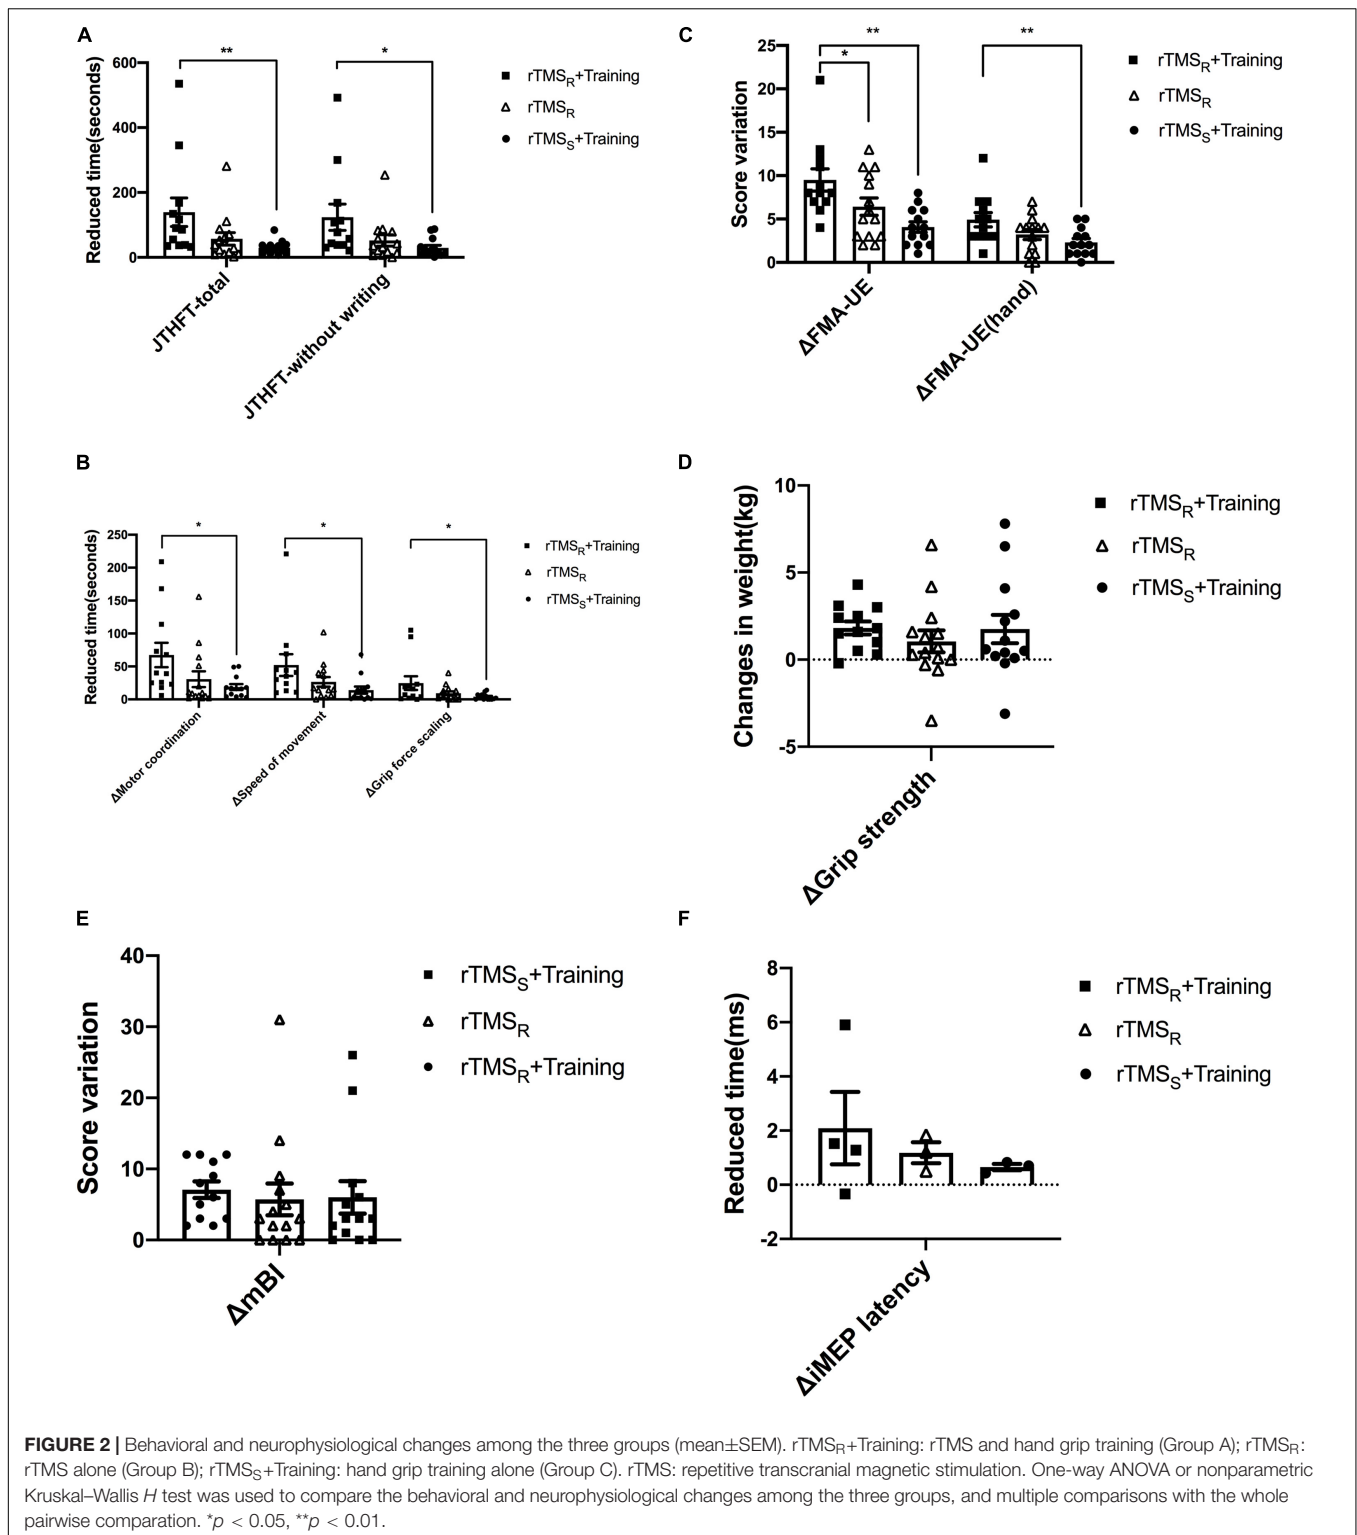 A
**
*
600
400
200
0
Reduced time(seconds)
JTHFT-total
JTHFT-without writing
rTMSR+Training
rTMSR
rTMSS+Training
C
**
*
**
25
20
15
10
5
0
Score variation
ΔFMA-UE
ΔFMA-UE(hand)
rTMSR+Training
rTMSR
rTMSS+Training
B
*
*
*
250
200
150
100
50
0
Reduced time(seconds)
ΔMotor coordination
ΔSpeed of movement
ΔGrip force scaling
rTMSR+Training
rTMSR
rTMSS+Training
D
10
5
0
-5
Changes in weight(kg)
ΔGrip strength
rTMSR+Training
rTMSR
rTMSS+Training
E
40
30
20
10
0
Score variation
ΔmBI
rTMSS+Training
rTMSR
rTMSR+Training
F
8
6
4
2
0
-2
Reduced time(ms)
ΔiMEP latency
rTMSR+Training
rTMSR
rTMSS+Training
FIGURE 2 | Behavioral and neurophysiological changes among the three groups (mean±SEM). rTMSR+Training: rTMS and hand grip training (Group A); rTMSR:
rTMS alone (Group B); rTMSS+Training: hand grip training alone (Group C). rTMS: repetitive transcranial magnetic stimulation. One-way ANOVA or nonparametric
Kruskal–Wallis H test was used to compare the behavioral and neurophysiological changes among the three groups, and multiple comparisons with the whole
pairwise comparation. *p < 0.05, **p < 0.01.